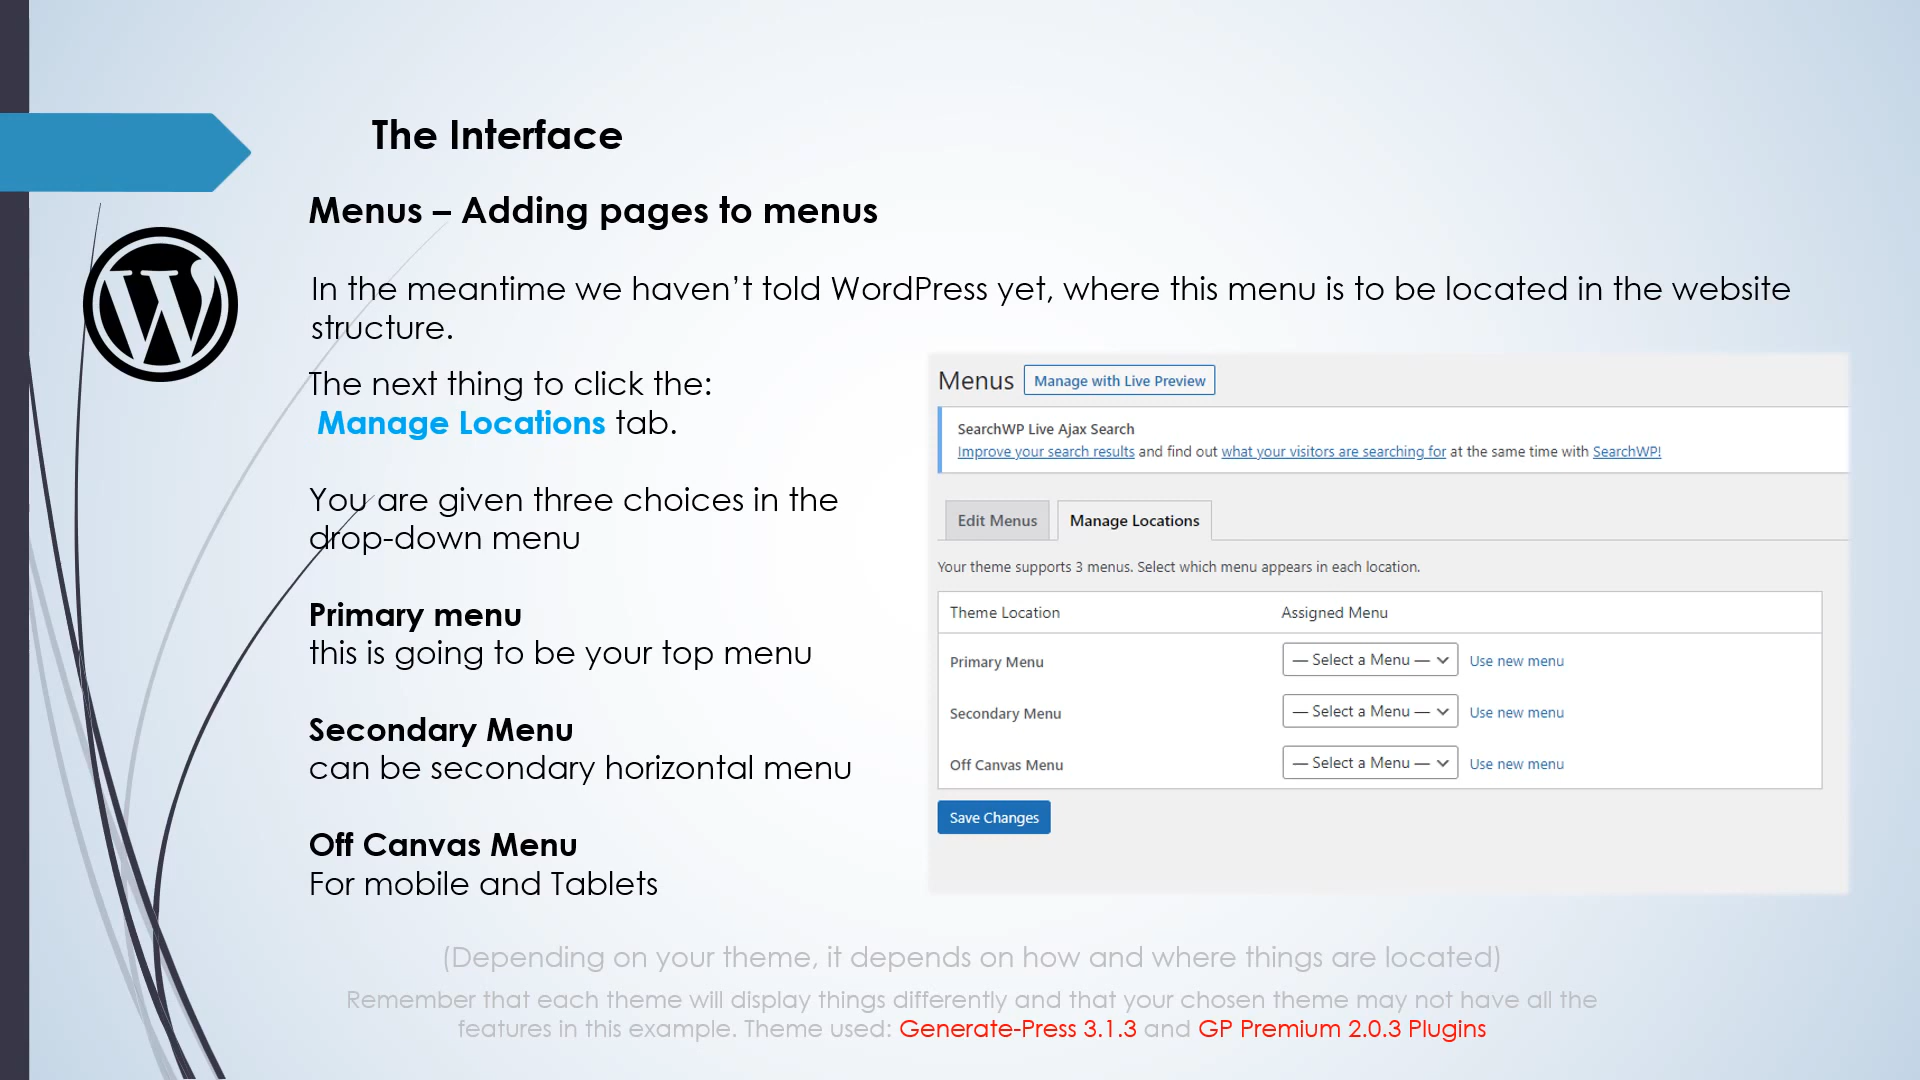 The Interface
Menus – Adding pages to menus
In the meantime we haven’t told WordPress yet, where this menu is to be located in the website
structure.
The next thing to click the:
Manage Locations tab.
You are given three choices in the
drop-down menu
Primary menu
this is going to be your top menu
Secondary Menu
can be secondary horizontal menu
Off Canvas Menu
For mobile and Tablets
Menus Manage with Live Preview
SearchWP Live Ajax Search
Improve your search results and find out what your visitors are searching for at the same time with SearchWP!
Edit Menus Manage Locations
Your theme supports 3 menus. Select which menu appears in each location.
Theme Location Assigned Menu
Primary Menu — Select a Menu — Use new menu
Secondary Menu — Select a Menu — Use new menu
Off Canvas Menu — Select a Menu — Use new menu
Save Changes
(Depending on your theme, it depends on how and where things are located)
Remember that each theme will display things differently and that your chosen theme may not have all the
features in this example. Theme used: Generate-Press 3.1.3 and GP Premium 2.0.3 Plugins